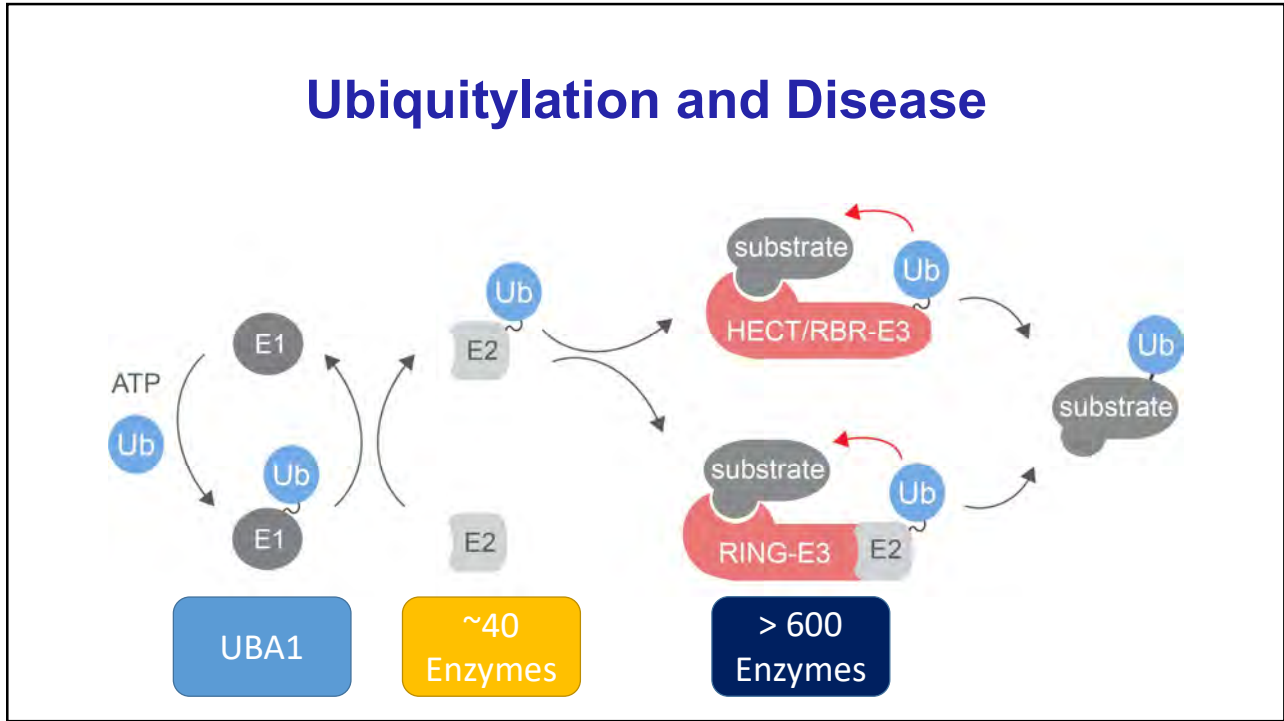 Ubiquitylation and Disease
ATP
Ub
E1
Ub
E1
Ub
E2
E2
substrate
Ub
HECT/RBR-E3
substrate
Ub
RING-E3
E2
Ub
substrate
UBA1
~40
Enzymes
> 600
Enzymes